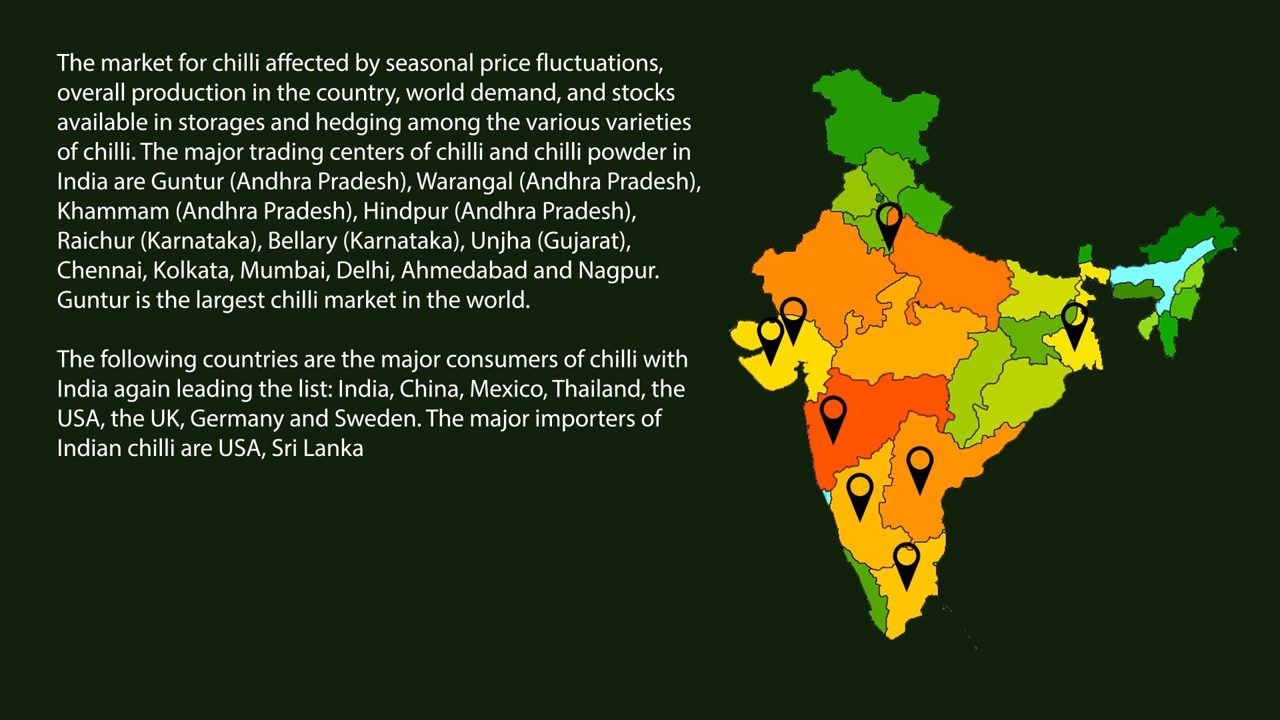 The market for chilli affected by seasonal price fluctuations,
overall production in the country, world demand, and stocks
available in storages and hedging among the various varieties
of chilli. The major trading centers of chilli and chilli powder in
India are Guntur (Andhra Pradesh), Warangal (Andhra Pradesh),
Khammam (Andhra Pradesh), Hindpur (Andhra Pradesh),
Raichur (Karnataka), Bellary (Karnataka), Unjha (Gujarat),
Chennai, Kolkata, Mumbai, Delhi, Ahmedabad and Nagpur.
Guntur is the largest chilli market in the world.
The following countries are the major consumers of chilli with
India again leading the list: India, China, Mexico, Thailand, the
USA, the UK, Germany and Sweden. The major importers of
Indian chilli are USA, Sri Lanka